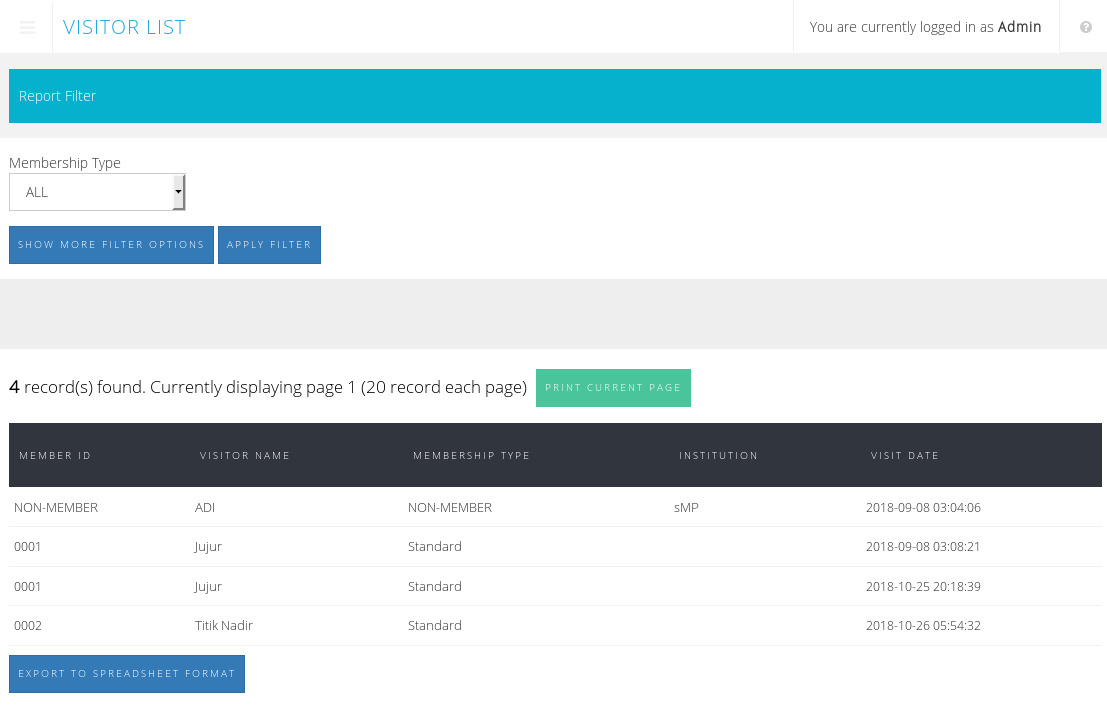 VISITOR LIST
You are currently logged in as Admin
Report Filter
Membership Type
ALL
SHOW MORE FILTER OPTIONS APPLY FILTER
4 record(s) found. Currently displaying page 1 (20 record each page) PRINT CURRENT PAGE
MEMBER ID VISITOR NAME MEMBERSHIP TYPE INSTITUTION VISIT DATE
NON-MEMBER ADI NON-MEMBER sMP 2018-09-08 03:04:06
0001 Jujur Standard 2018-09-08 03:08:21
0001 Jujur Standard 2018-10-25 20:18:39
0002 Titik Nadir Standard 2018-10-26 05:54:32
EXPORT TO SPREADSHEET FORMAT